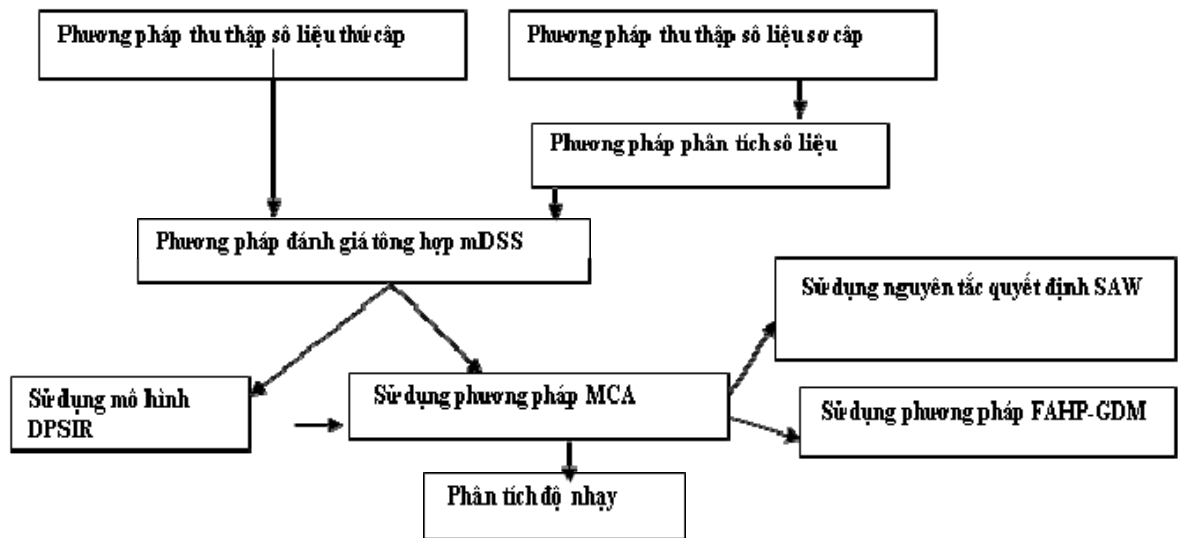 Phương pháp thu thập số liệu thứ cấp
Phương pháp thu thập số liệu sơ cấp
Phương pháp phân tích số liệu
Phương pháp đánh giá tổng hợp mDSS
Sử dụng nguyên tắc quyết định SAW
Sử dụng mô hình
DPSIR
Sử dụng phương pháp MCA
Sử dụng phương pháp FAHP-GDM
Phân tích độ nhạy